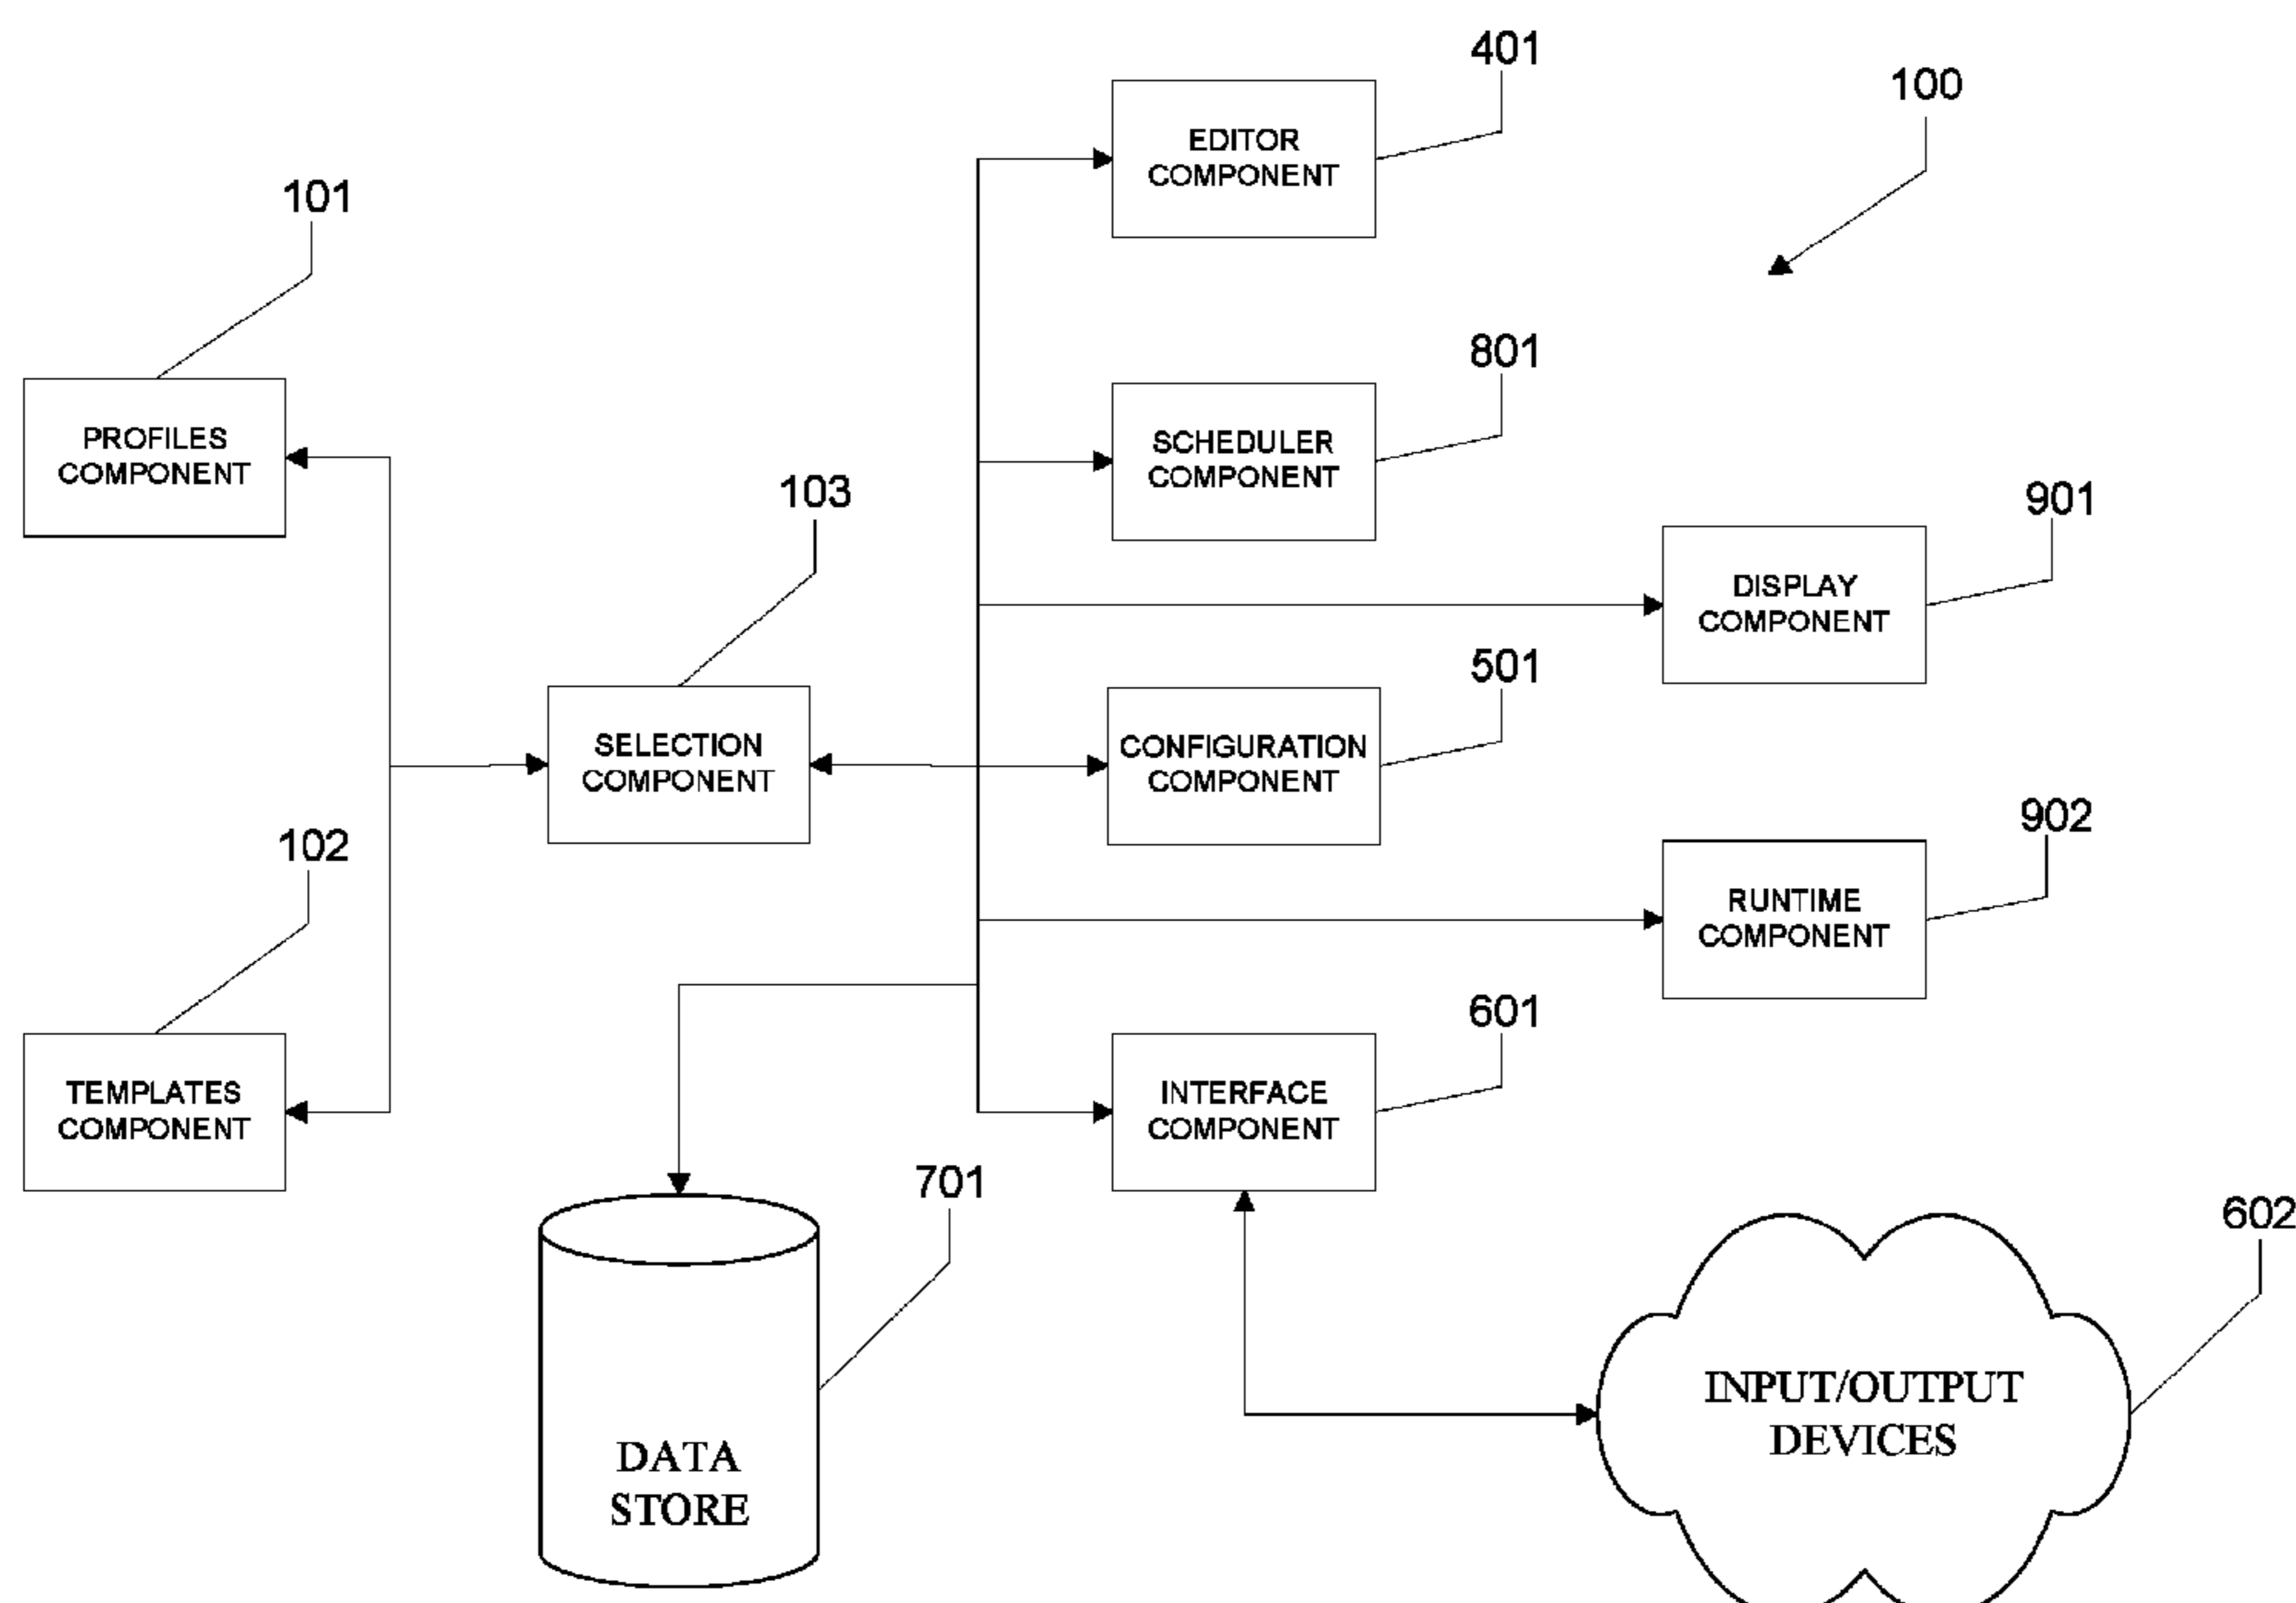 401
100
EDITOR
COMPONENT
101
801
PROFILES
COMPONENT
SCHEDULER
COMPONENT
103
901
DISPLAY
COMPONENT
501
SELECTION
COMPONENT
CONFIGURATION
COMPONENT
102
902
RUNTIME
COMPONENT
601
TEMPLATES
COMPONENT
INTERFACE
COMPONENT
701
602
INPUT/OUTPUT
DEVICES
DATA
STORE